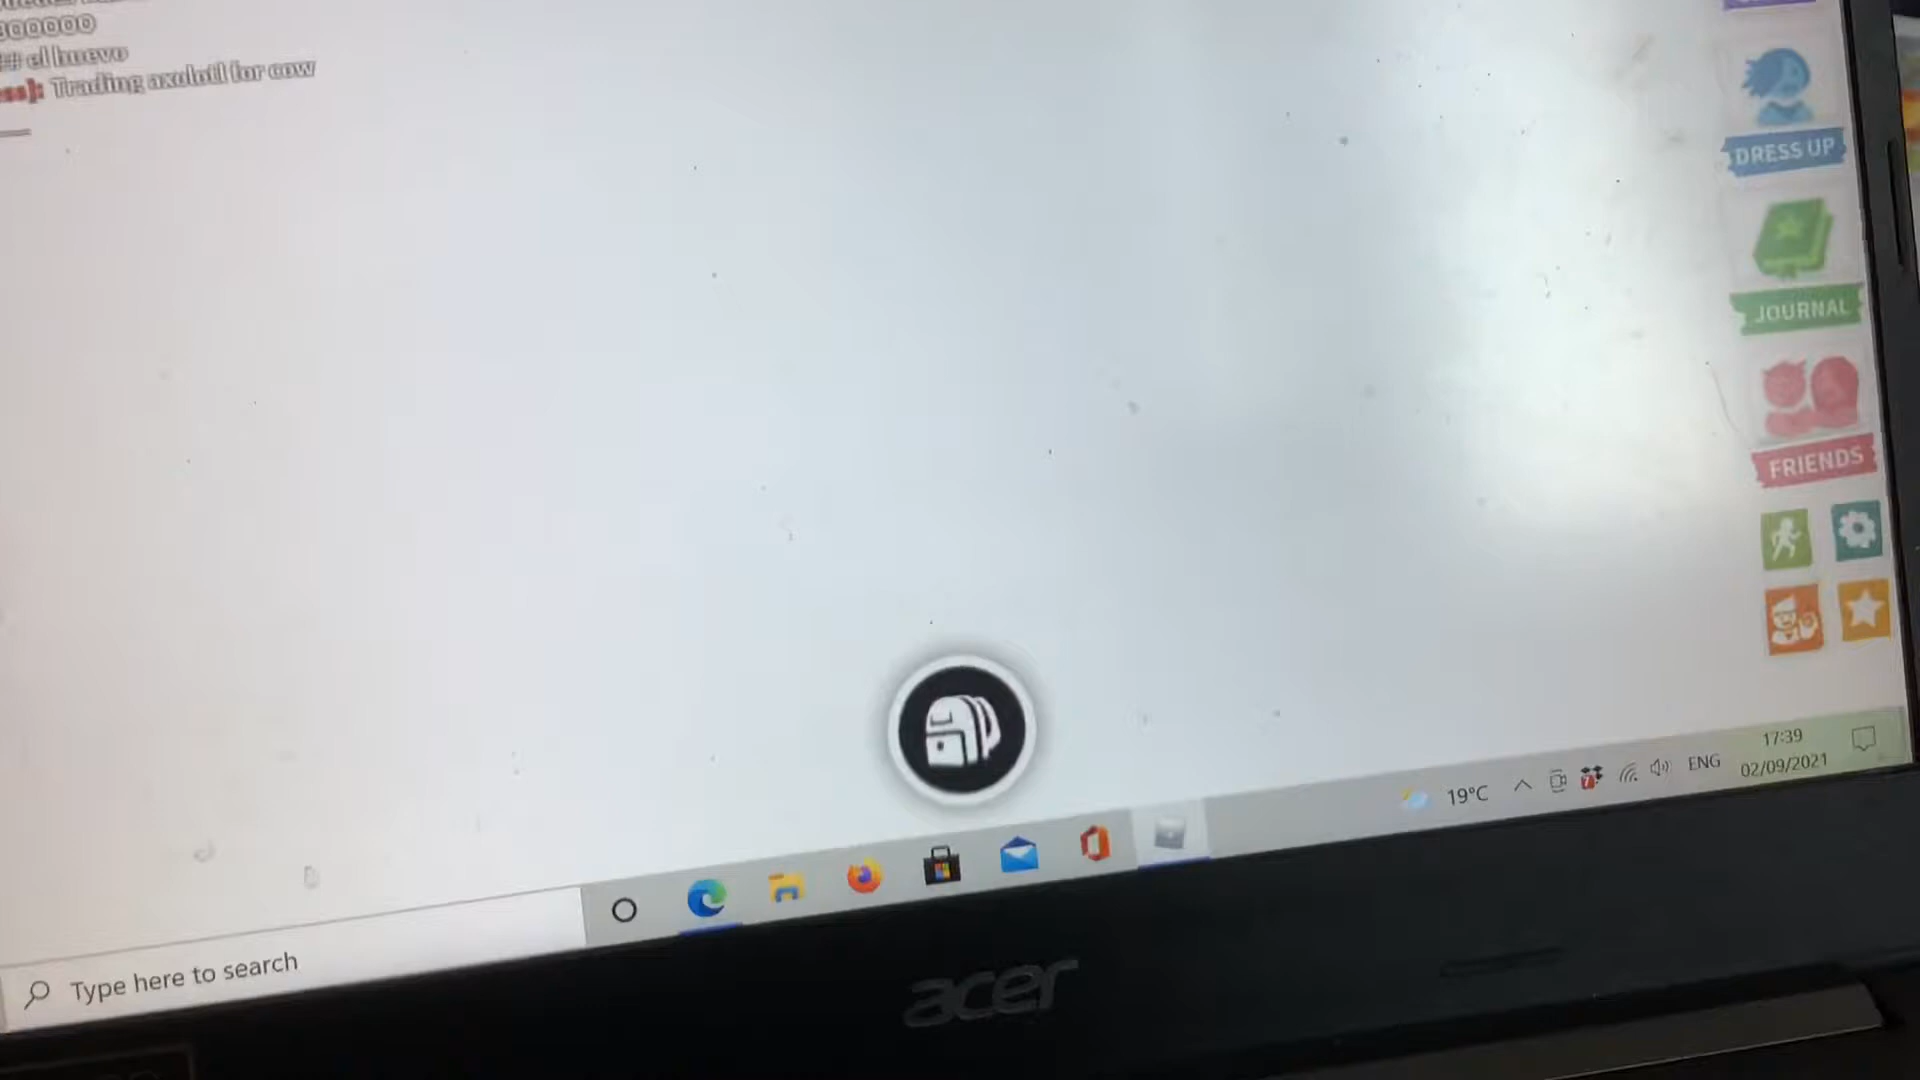 el huevo
Trading axolotl for cow
DRESS UP
JOURNAL
FRIENDS
17:39
19°C
ENG
02/09/2021
Type here to search
acer